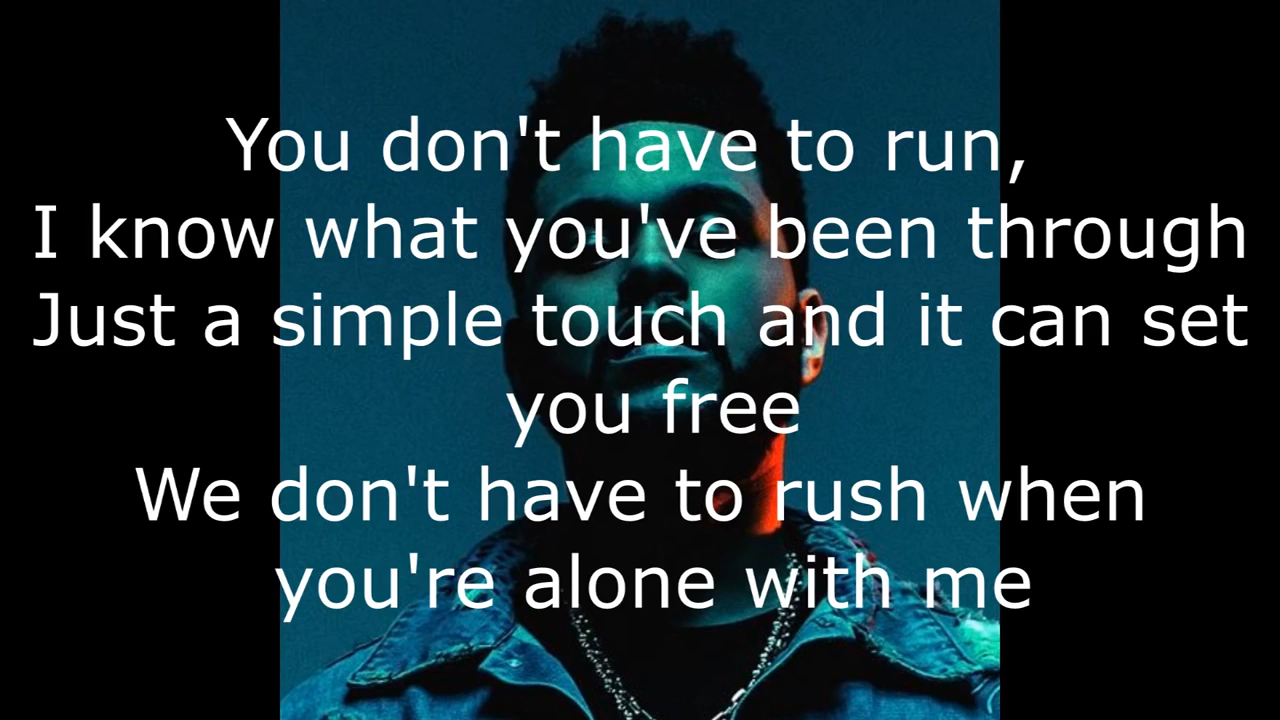 You don't have to run,
I know what you've been through
Just a simple touch and it can set
you free
We don't have to rush when
you're alone with me